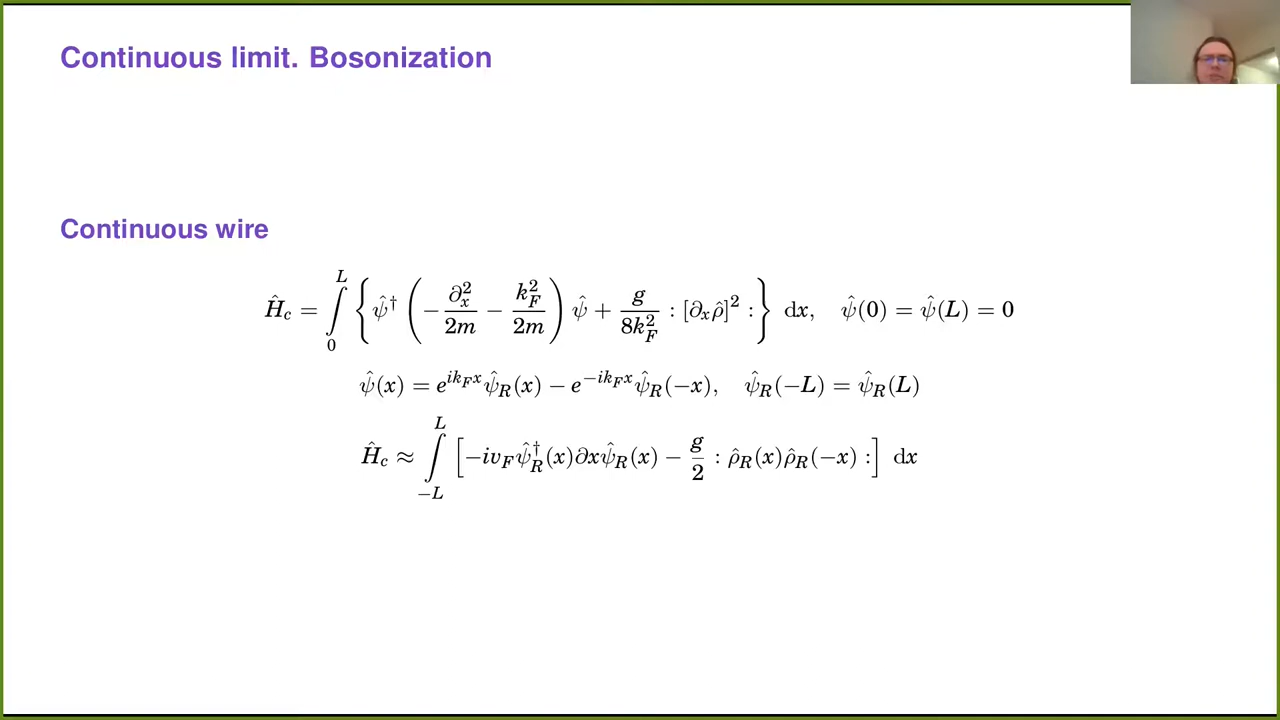 Continuous limit. Bosonization
Continuous wire
$\hat{H}_c = \int\limits_0^L \left\{ \hat{\psi}^\dagger \left( -\frac{\partial_x^2}{2m} - \frac{k_F^2}{2m} \right) \hat{\psi} + \frac{g}{8k_F^2} : [\partial_x \hat{\rho}]^2 : \right\} \mathrm{d}x, \quad \hat{\psi}(0) = \hat{\psi}(L) = 0$
$\hat{\psi}(x) = e^{ik_F x} \hat{\psi}_R(x) - e^{-ik_F x} \hat{\psi}_R(-x), \quad \hat{\psi}_R(-L) = \hat{\psi}_R(L)$
$\hat{H}_c \approx \int\limits_{-L}^L \left[ -iv_F \hat{\psi}_R^\dagger(x) \partial x \hat{\psi}_R(x) - \frac{g}{2} : \hat{\rho}_R(x) \hat{\rho}_R(-x) : \right] \mathrm{d}x$